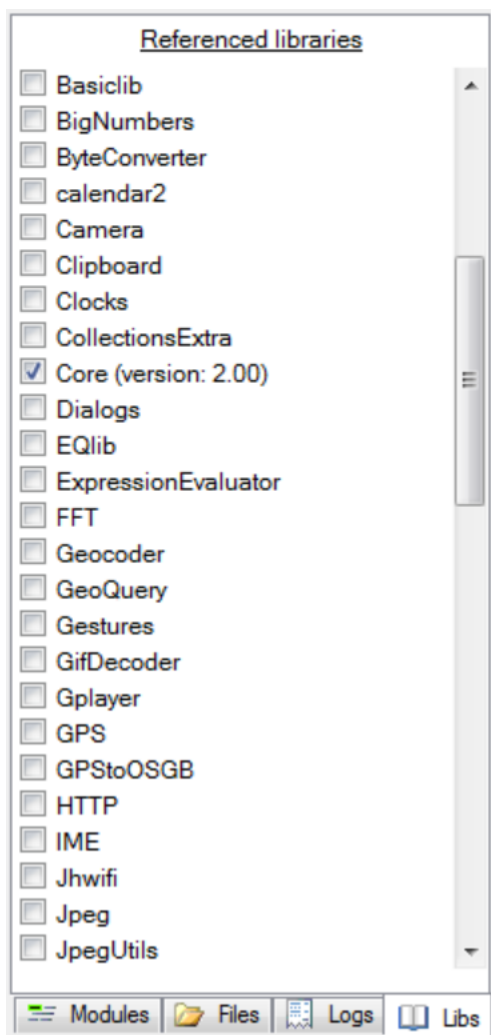 Referenced libraries
Basiclib
BigNumbers
ByteConverter
calendar2
Camera
Clipboard
Clocks
CollectionsExtra
Core (version: 2.00)
Dialogs
EQlib
ExpressionEvaluator
FFT
Geocoder
GeoQuery
Gestures
GifDecoder
Gplayer
GPS
GPStoOSGB
HTTP
IME
Jhwifi
Jpeg
JpegUtils
Modules Files Logs Libs